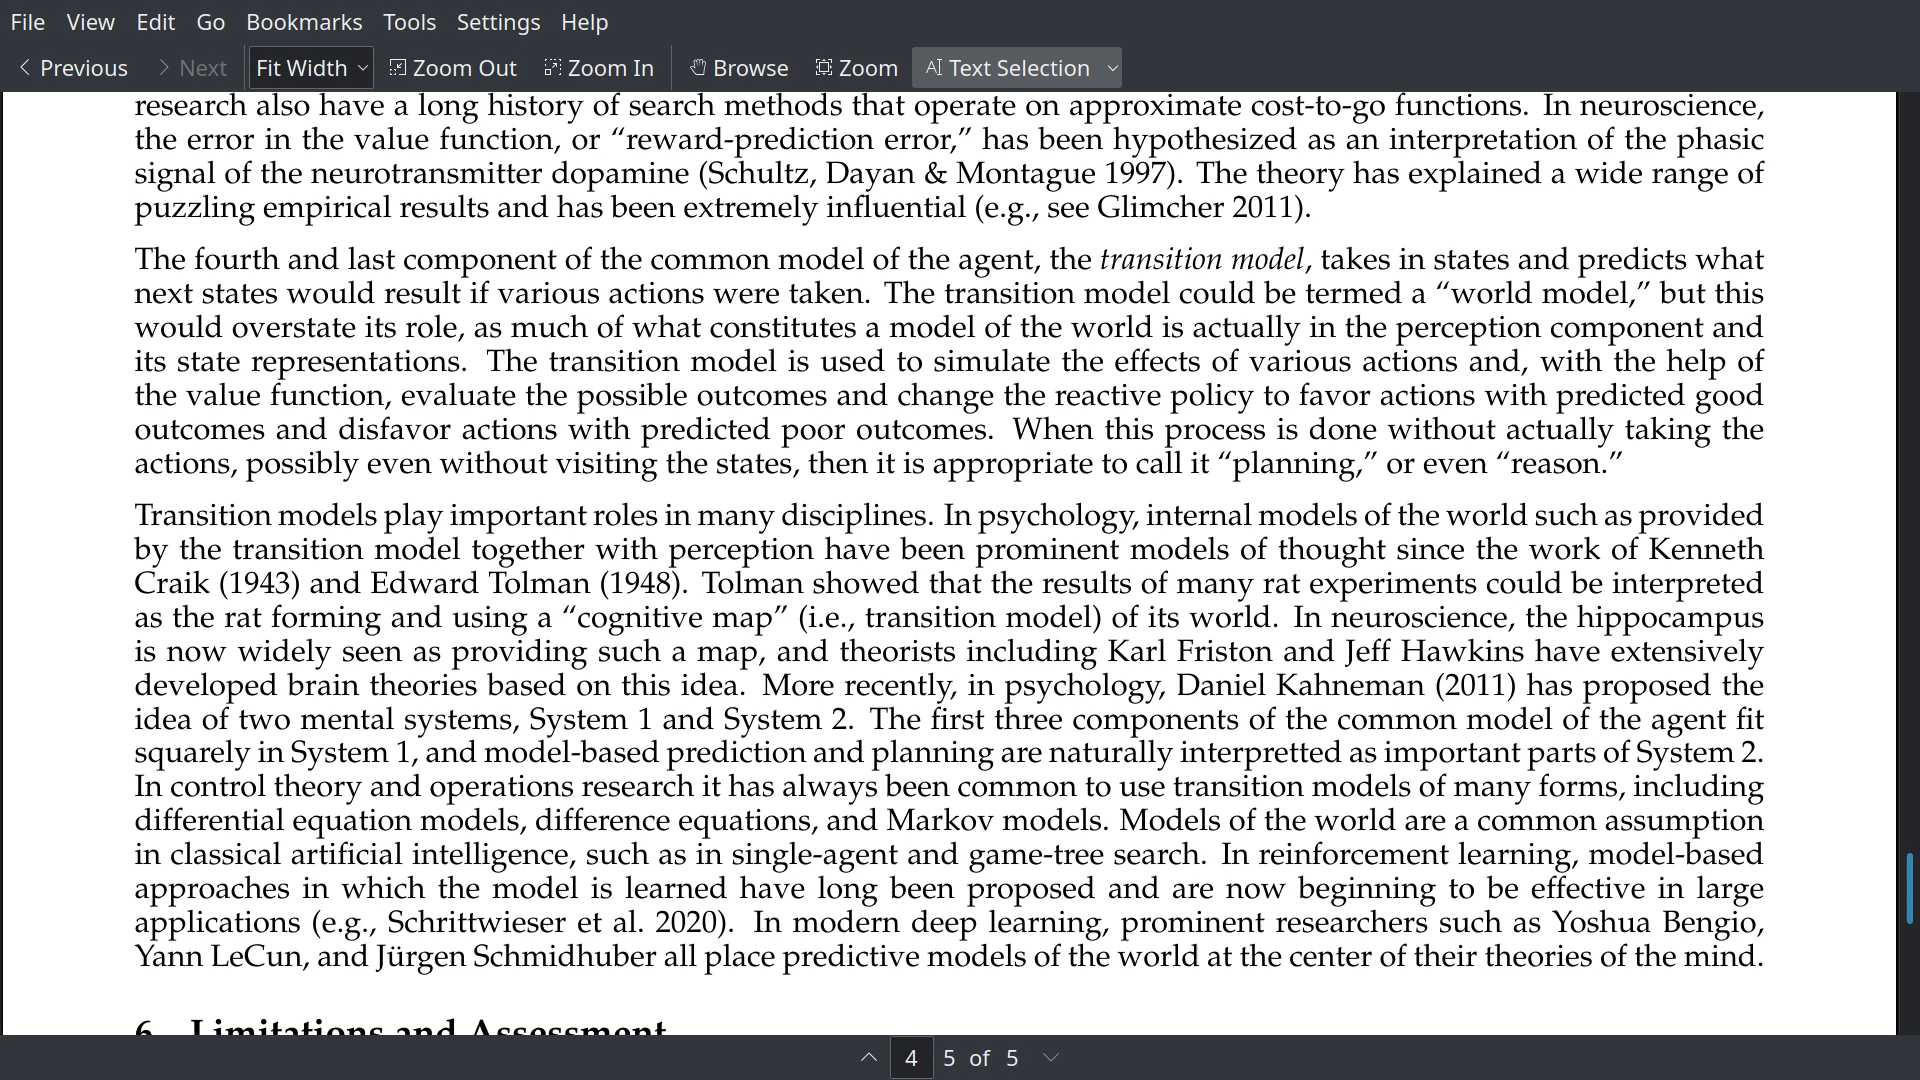 File View Edit Go Bookmarks Tools Settings Help
Previous Next Fit Width Zoom Out Zoom In Browse Zoom Text Selection
research also have a long history of search methods that operate on approximate cost-to-go functions. In neuroscience,
the error in the value function, or “reward-prediction error,” has been hypothesized as an interpretation of the phasic
signal of the neurotransmitter dopamine (Schultz, Dayan & Montague 1997). The theory has explained a wide range of
puzzling empirical results and has been extremely influential (e.g., see Glimcher 2011).
The fourth and last component of the common model of the agent, the transition model, takes in states and predicts what
next states would result if various actions were taken. The transition model could be termed a “world model,” but this
would overstate its role, as much of what constitutes a model of the world is actually in the perception component and
its state representations. The transition model is used to simulate the effects of various actions and, with the help of
the value function, evaluate the possible outcomes and change the reactive policy to favor actions with predicted good
outcomes and disfavor actions with predicted poor outcomes. When this process is done without actually taking the
actions, possibly even without visiting the states, then it is appropriate to call it “planning,” or even “reason.”
Transition models play important roles in many disciplines. In psychology, internal models of the world such as provided
by the transition model together with perception have been prominent models of thought since the work of Kenneth
Craik (1943) and Edward Tolman (1948). Tolman showed that the results of many rat experiments could be interpreted
as the rat forming and using a “cognitive map” (i.e., transition model) of its world. In neuroscience, the hippocampus
is now widely seen as providing such a map, and theorists including Karl Friston and Jeff Hawkins have extensively
developed brain theories based on this idea. More recently, in psychology, Daniel Kahneman (2011) has proposed the
idea of two mental systems, System 1 and System 2. The first three components of the common model of the agent fit
squarely in System 1, and model-based prediction and planning are naturally interpretted as important parts of System 2.
In control theory and operations research it has always been common to use transition models of many forms, including
differential equation models, difference equations, and Markov models. Models of the world are a common assumption
in classical artificial intelligence, such as in single-agent and game-tree search. In reinforcement learning, model-based
approaches in which the model is learned have long been proposed and are now beginning to be effective in large
applications (e.g., Schrittwieser et al. 2020). In modern deep learning, prominent researchers such as Yoshua Bengio,
Yann LeCun, and Jürgen Schmidhuber all place predictive models of the world at the center of their theories of the mind.
6 Limitations and Assessment
4 5 of 5